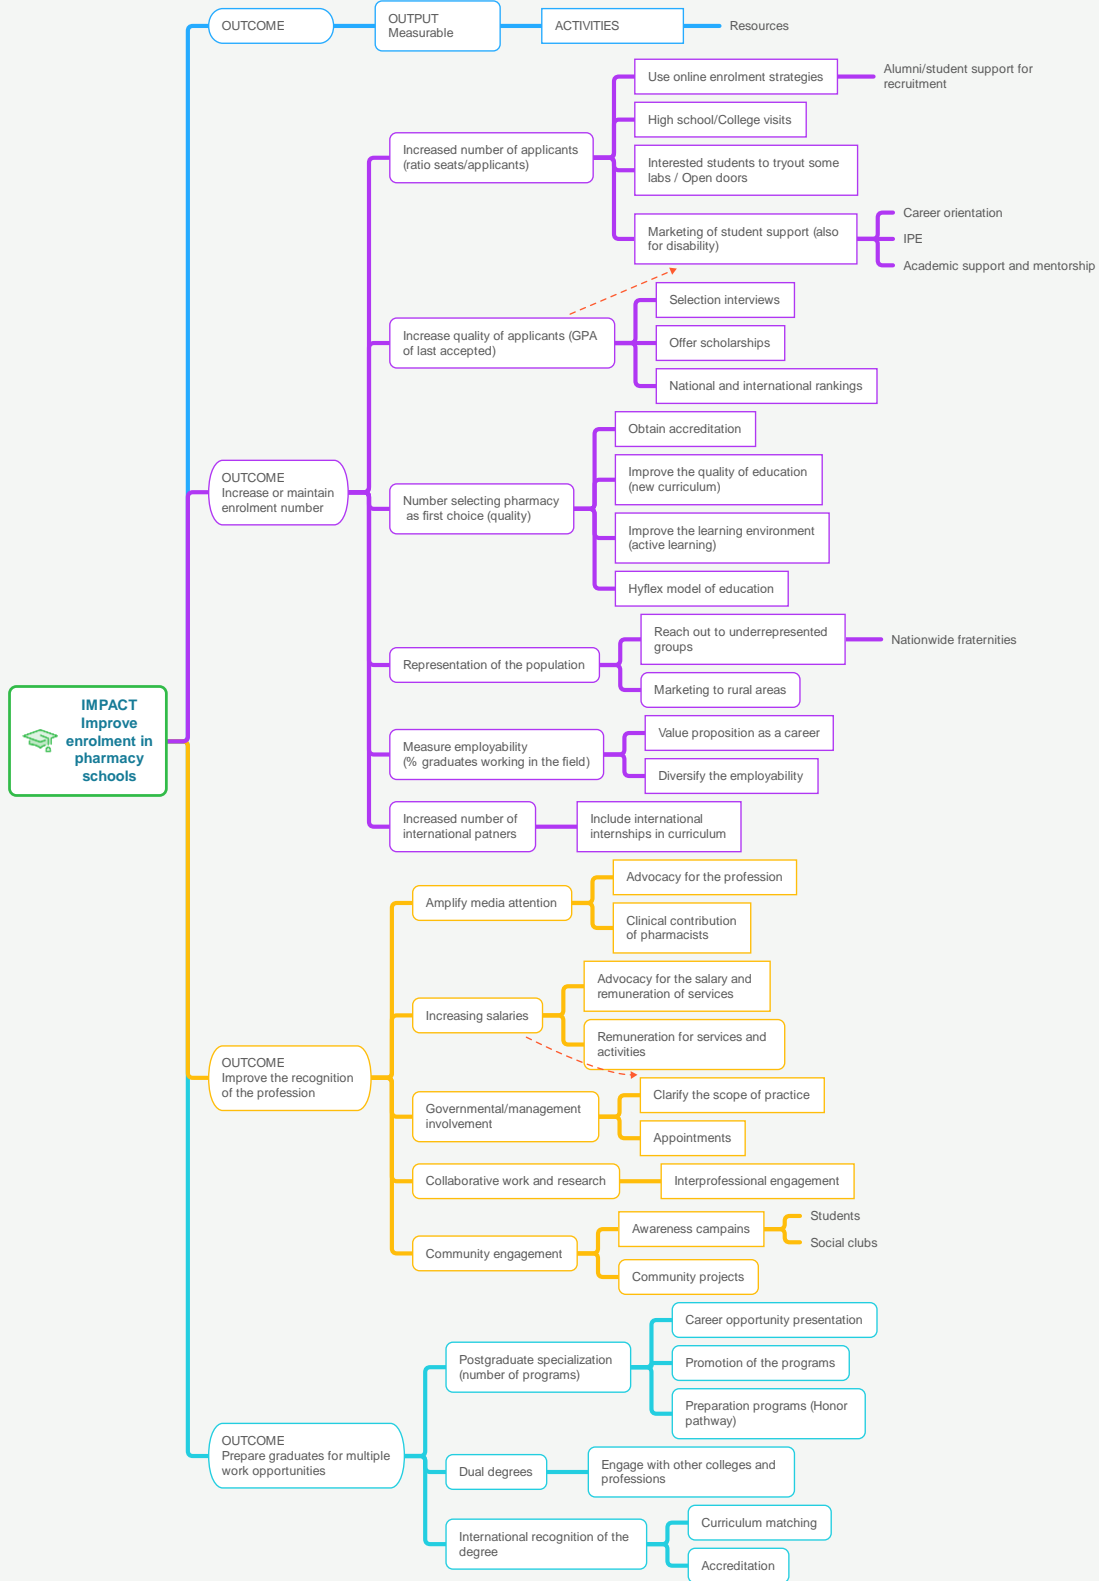 OUTCOME
OUTPUT
Measurable
ACTIVITIES
Resources
Use online enrolment strategies
Alumni/student support for
recruitment
High school/College visits
Increased number of applicants
(ratio seats/applicants)
Interested students to tryout some
labs / Open doors
Marketing of student support (also
for disability)
Career orientation
IPE
Academic support and mentorship
Increase quality of applicants (GPA
of last accepted)
Selection interviews
Offer scholarships
National and international rankings
OUTCOME
Increase or maintain
enrolment number
Number selecting pharmacy
as first choice (quality)
Obtain accreditation
Improve the quality of education
(new curriculum)
Improve the learning environment
(active learning)
Hyflex model of education
Representation of the population
Reach out to underrepresented
groups
Nationwide fraternities
Marketing to rural areas
IMPACT
Improve
enrolment in
pharmacy
schools
Measure employability
(% graduates working in the field)
Value proposition as a career
Diversify the employability
Increased number of
international patners
Include international
internships in curriculum
Amplify media attention
Advocacy for the profession
Clinical contribution
of pharmacists
Increasing salaries
Advocacy for the salary and
remuneration of services
Remuneration for services and
activities
OUTCOME
Improve the recognition
of the profession
Governmental/management
involvement
Clarify the scope of practice
Appointments
Collaborative work and research
Interprofessional engagement
Community engagement
Awareness campains
Students
Social clubs
Community projects
Postgraduate specialization
(number of programs)
Career opportunity presentation
Promotion of the programs
Preparation programs (Honor
pathway)
OUTCOME
Prepare graduates for multiple
work opportunities
Dual degrees
Engage with other colleges and
professions
International recognition of the
degree
Curriculum matching
Accreditation